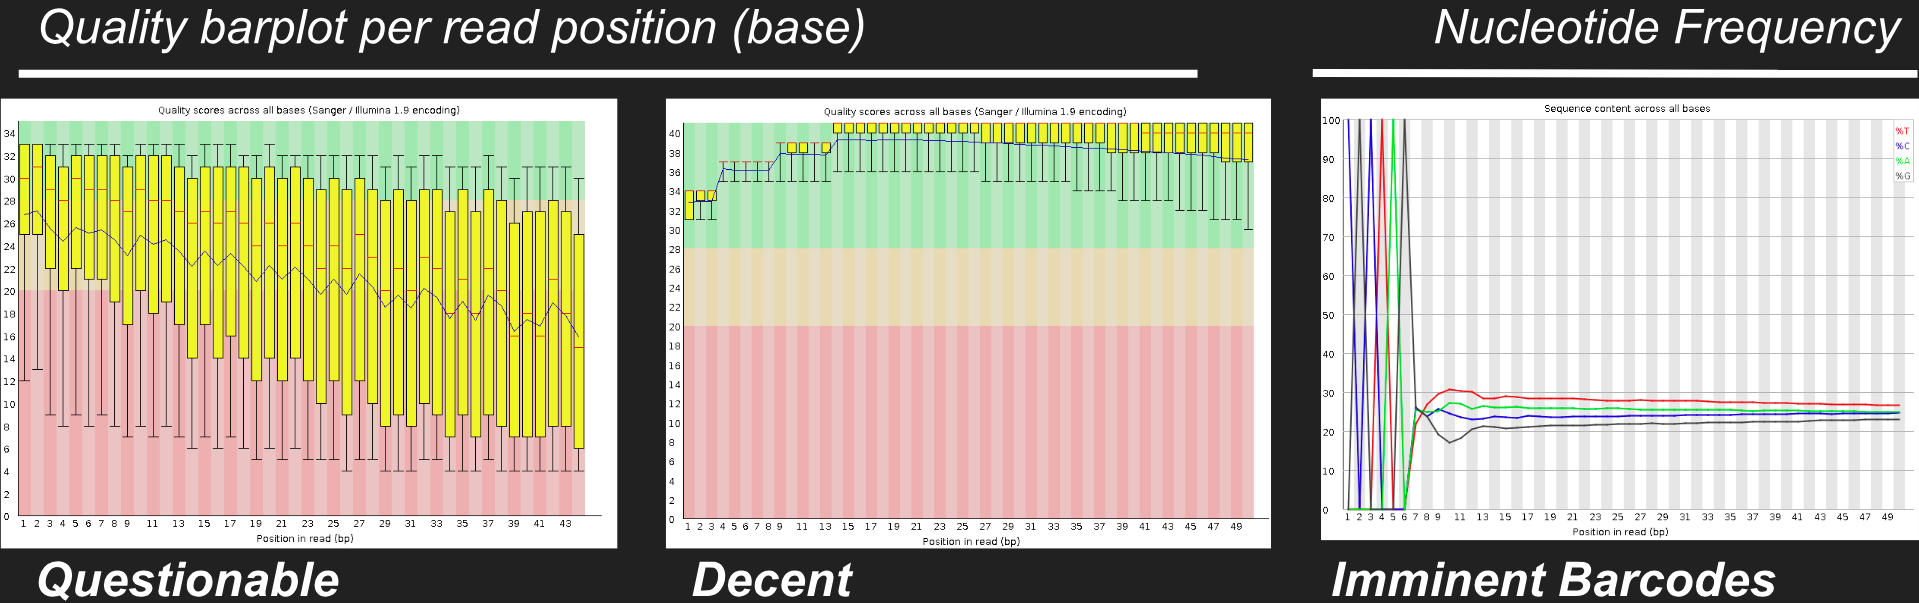 Quality barplot per read position (base)
Nucleotide Frequency
Quality scores across all bases (Sanger / Illumina 1.9 encoding)
34
32
30
28
26
24
22
20
18
16
14
12
10
8
6
4
2
0
1 2 3 4 5 6 7 8 9 11 13 15 17 19 21 23 25 27 29 31 33 35 37 39 41 43
Position in read (bp)
Quality scores across all bases (Sanger / Illumina 1.9 encoding)
40
38
36
34
32
30
28
26
24
22
20
18
16
14
12
10
8
6
4
2
0
1 2 3 4 5 6 7 8 9 11 13 15 17 19 21 23 25 27 29 31 33 35 37 39 41 43 45 47 49
Position in read (bp)
Sequence content across all bases
100
90
80
70
60
50
40
30
20
10
0
%T
%C
%A
%G
1 2 3 4 5 6 7 8 9 11 13 15 17 19 21 23 25 27 29 31 33 35 37 39 41 43 45 47 49
Position in read (bp)
Questionable
Decent
Imminent Barcodes